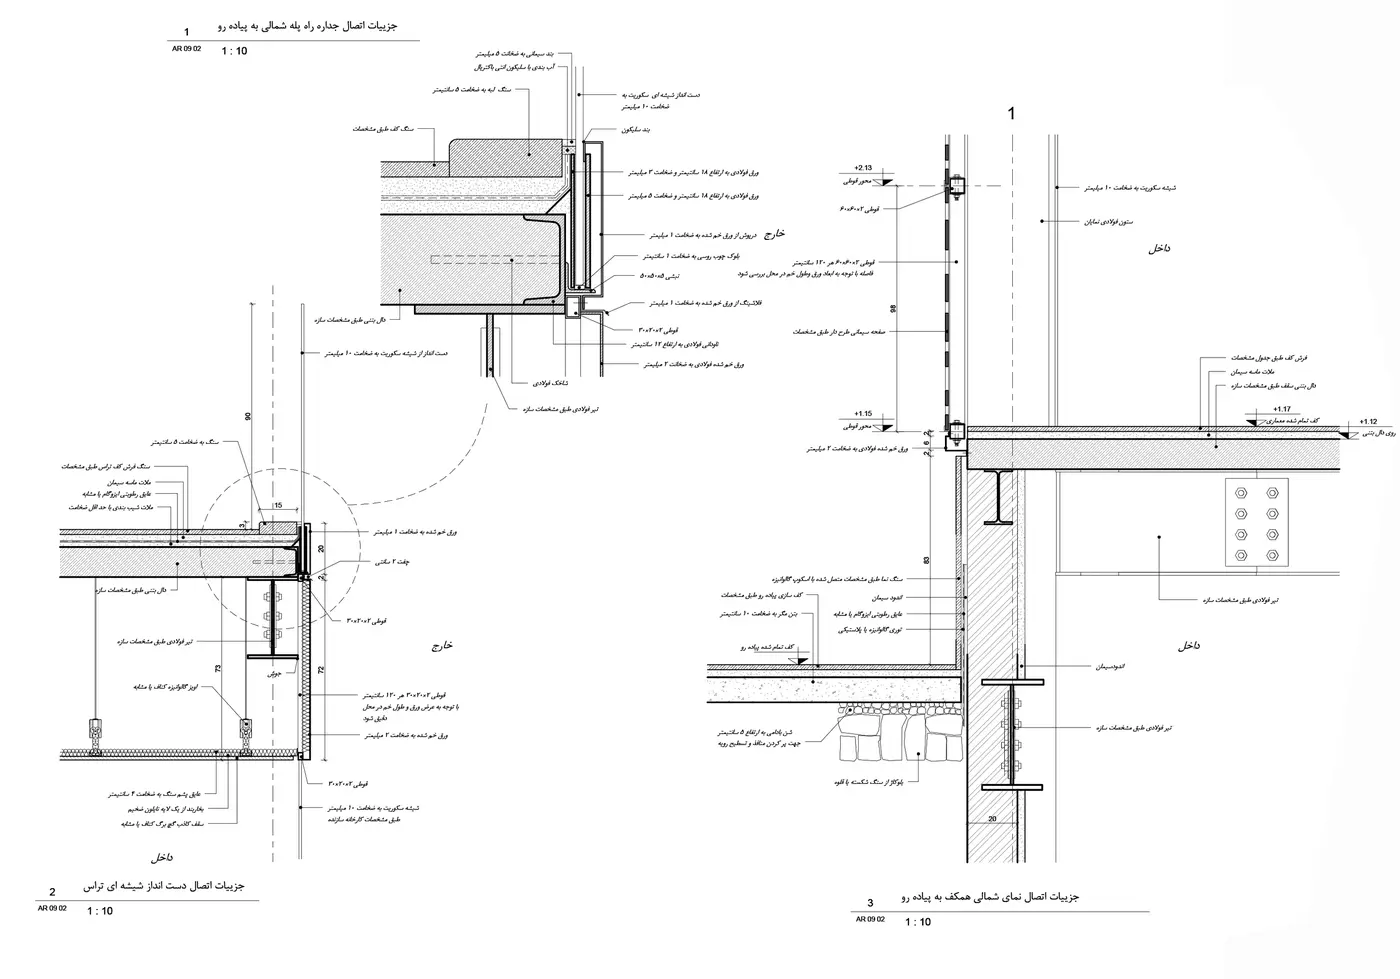 جزییات اتصال جداره راه پله شمالی به پیاده رو
1
AR 09 02
1 : 10
بند سیمانی به ضخامت ۵ میلیمتر
آب بندی با سلیکون آنتی باکتریال
سنگ لبه به ضخامت ۵ سانتیمتر
سنگ کف طبق مشخصات
دست انداز شیشه ای سکوریت به
ضخامت ۱۰ میلیمتر
بند سلیکون
ورق فولادی به ارتفاع ۱۸ سانتیمتر و ضخامت ۳ میلیمتر
ورق فولادی به ارتفاع ۱۸ سانتیمتر و ضخامت ۵ میلیمتر
خارج
درپوش از ورق خم شده به ضخامت ۱ میلیمتر
بلوک چوب روسی به ضخامت ۱ سانتیمتر
نبشی ۵۰×۵۰×۵
فلاشینگ از ورق خم شده به ضخامت ۱ میلیمتر
قوطی ۳۰×۲۰×۲
ناودانی فولادی به ارتفاع ۱۲ سانتیمتر
ورق خم شده فولادی به ضخامت ۲ میلیمتر
دال بتنی طبق مشخصات سازه
شاخک فولادی
تیر فولادی طبق مشخصات سازه
دست انداز از شیشه سکوریت به ضخامت ۱۰ میلیمتر
90
سنگ به ضخامت ۵ سانتیمتر
سنگ فرش کف تراس طبق مشخصات
ملات ماسه سیمان
عایق رطوبتی ایزوگام یا مشابه
ملات شیب بندی با حد اقل ضخامت
15
3
ورق خم شده به ضخامت ۱ میلیمتر
20
چفت ۲ سانتی
2
دال بتنی طبق مشخصات سازه
قوطی ۳۰×۲۰×۲
تیر فولادی طبق مشخصات سازه
خارج
جوش
73
72
آویز گالوانیزه کناف یا مشابه
قوطی ۳۰×۲۰×۲ هر ۱۲۰ سانتیمتر
با توجه به عرض ورق و طول خم در محل
دقیق شود
ورق خم شده به ضخامت ۲ میلیمتر
قوطی ۳۰×۲۰×۲
عایق پشم سنگ به ضخامت ۴ سانتیمتر
بخاربند از یک لایه نایلون ضخیم
سقف کاذب گچ برگ کناف یا مشابه
شیشه سکوریت به ضخامت ۱۰ میلیمتر
طبق مشخصات کارخانه سازنده
داخل
جزییات اتصال دست انداز شیشه ای تراس
2
AR 09 02
1 : 10
1
+2.13
محور قوطی
قوطی ۶۰×۶۰×۲
شیشه سکوریت به ضخامت ۱۰ میلیمتر
ستون فولادی نمایان
داخل
قوطی ۶۰×۶۰×۲ هر ۱۲۰ سانتیمتر
فاصله با توجه به ابعاد ورق وطول خم در محل بررسی شود
98
صفحه سیمانی طرح دار طبق مشخصات
فرش کف طبق جدول مشخصات
ملات ماسه سیمان
دال بتنی سقف طبق مشخصات سازه
+1.15
محور قوطی
+1.17
کف تمام شده معماری
+1.12
روی دال بتنی
2
6
2
ورق خم شده فولادی به ضخامت ۲ میلیمتر
83
سنگ نما طبق مشخصات متصل شده با اسکوپ گالوانیزه
کف سازی پیاده رو طبق مشخصات
اندود سیمان
بتن مگر به ضخامت ۱۰ سانتیمتر
عایق رطوبتی ایزوگام یا مشابه
توری گالوانیزه یا پلاستیکی
کف تمام شده پیاده رو
تیر فولادی طبق مشخصات سازه
داخل
اندودسیمان
شن بادامی به ارتفاع ۵ سانتیمتر
جهت پر کردن منافذ و تسطیح رویه
تیر فولادی طبق مشخصات سازه
بلوکاژ از سنگ شکسته یا قلوه
20
جزییات اتصال نمای شمالی همکف به پیاده رو
3
AR 09 02
1 : 10